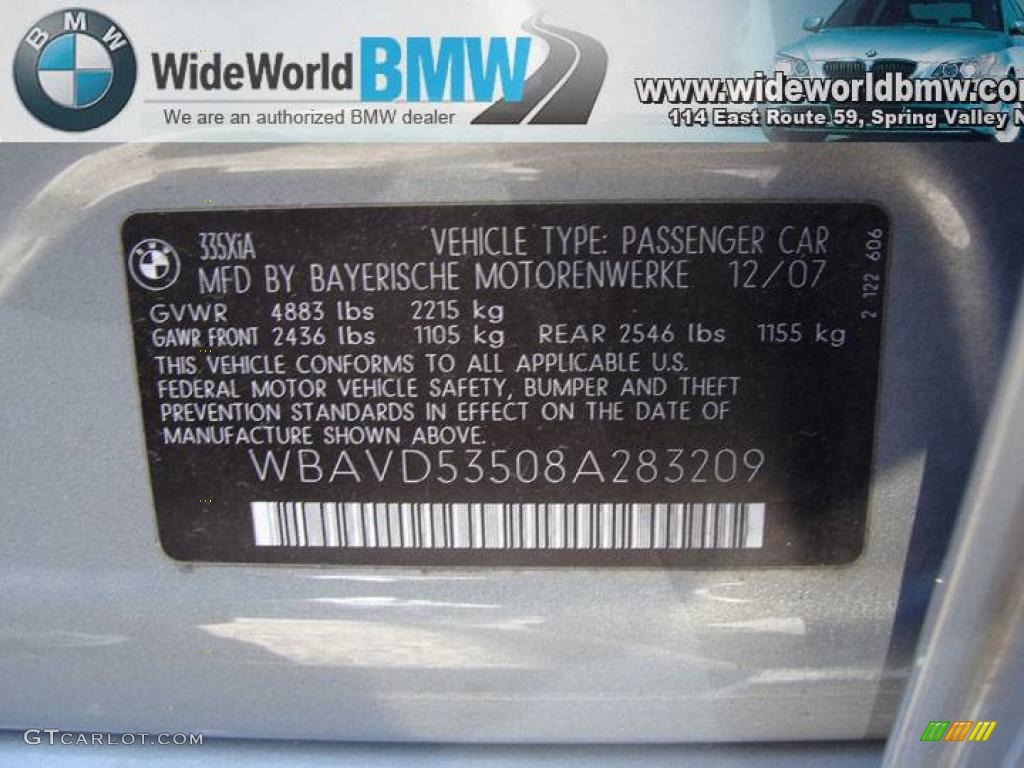 BMW
WideWorldBMW
We are an authorized BMW dealer
www.wideworldbmw.co
114 East Route 59, Spring Valley N
335XiA
VEHICLE TYPE: PASSENGER CAR
MFD BY BAYERISCHE MOTORENWERKE 12/07
GVWR 4883 lbs 2215 kg
GAWR FRONT 2436 lbs 1105 kg REAR 2546 lbs 1155 kg
THIS VEHICLE CONFORMS TO ALL APPLICABLE U.S.
FEDERAL MOTOR VEHICLE SAFETY, BUMPER AND THEFT
PREVENTION STANDARDS IN EFFECT ON THE DATE OF
MANUFACTURE SHOWN ABOVE.
WBAVD53508A283209
2 122 606
GTCARLOT.COM